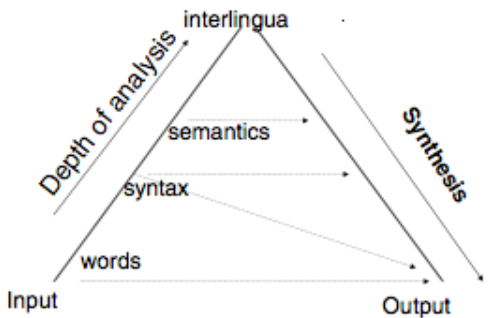 interlingua
Depth of analysis
Synthesis
semantics
syntax
words
Input
Output